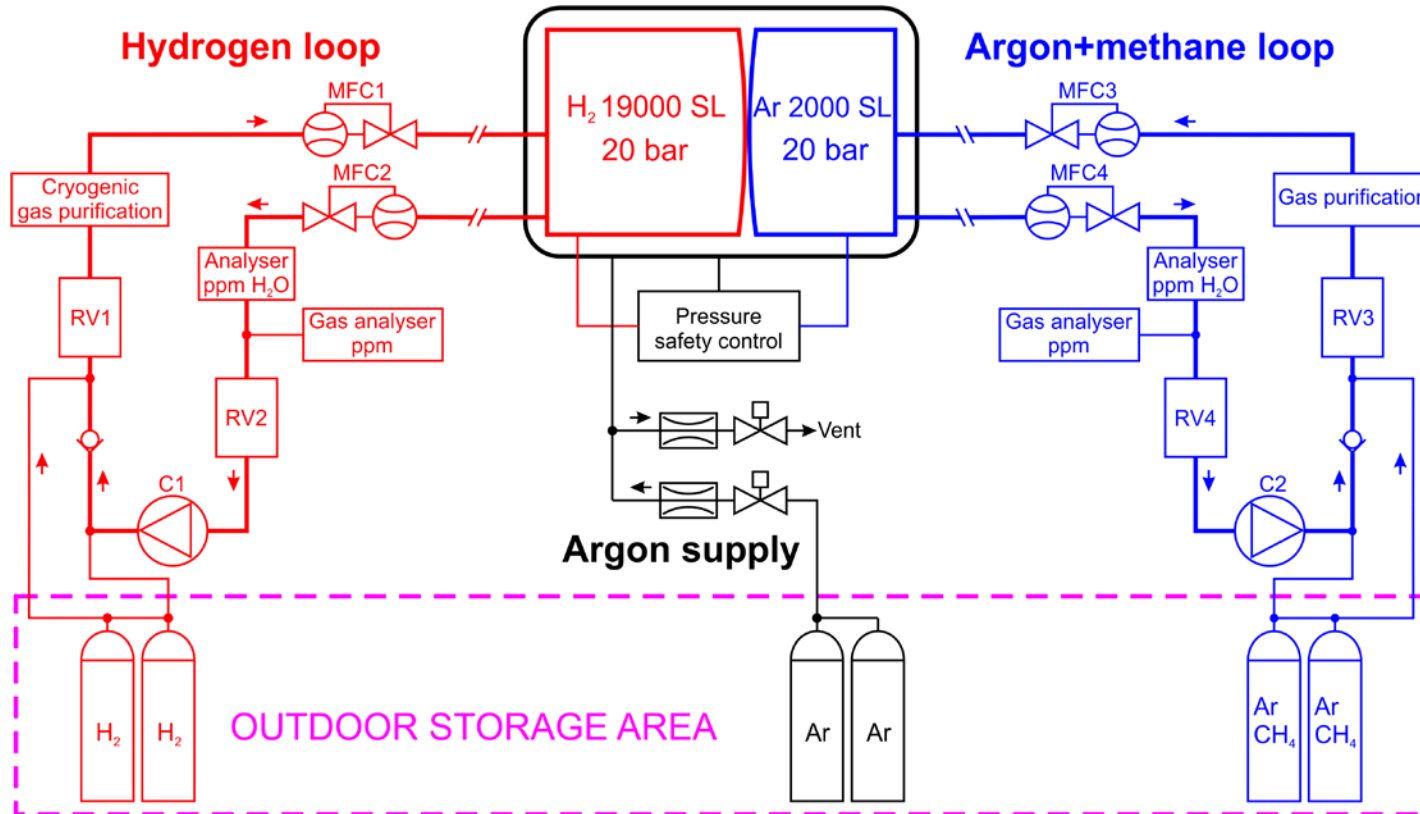 Hydrogen loop
Argon+methane loop
MFC1
H₂ 19000 SL
20 bar
Ar 2000 SL
20 bar
MFC3
MFC2
MFC4
Cryogenic
gas purification
Gas purification
Analyser
ppm H₂O
Analyser
ppm H₂O
RV1
Gas analyser
ppm
Pressure
safety control
Gas analyser
ppm
RV3
RV2
RV4
Vent
C1
C2
Argon supply
OUTDOOR STORAGE AREA
H₂
H₂
Ar
Ar
Ar
CH₄
Ar
CH₄